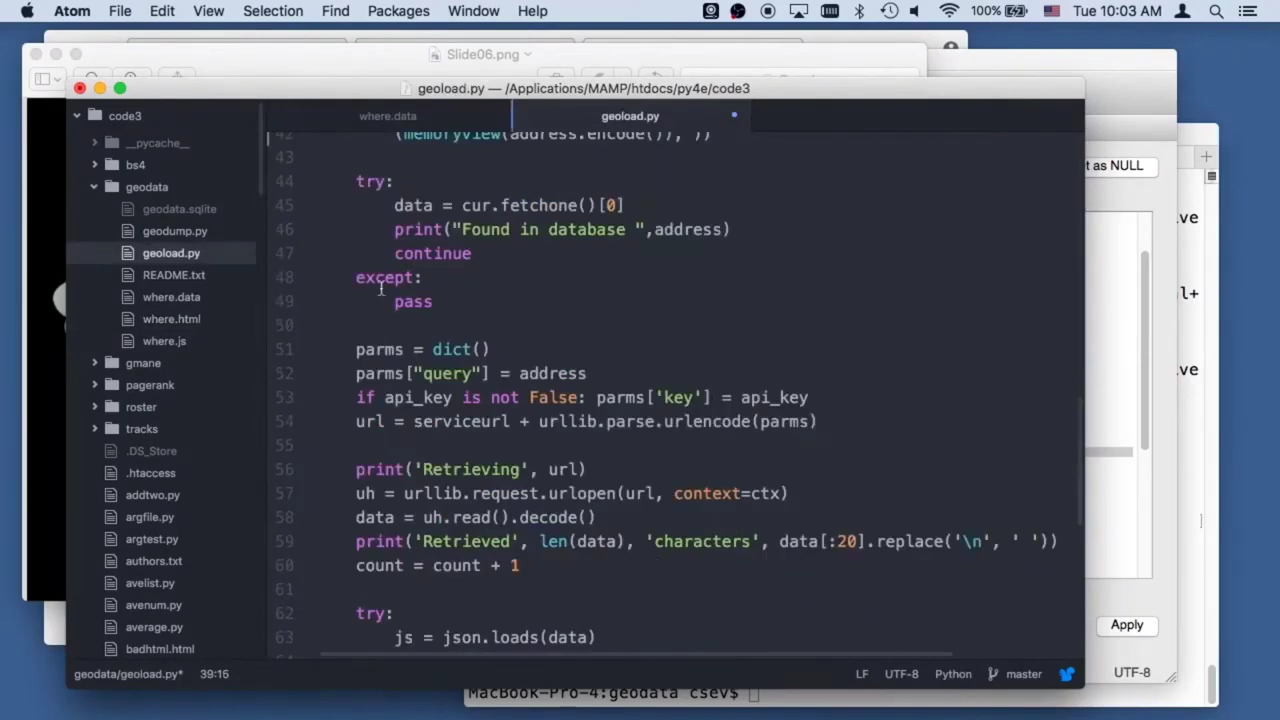 Atom File Edit View Selection Find Packages Window Help 100% Tue 10:03 AM
Slide06.png
geoload.py — /Applications/MAMP/htdocs/py4e/code3
code3
__pycache__
bs4
geodata
geodata.sqlite
geodump.py
geoload.py
README.txt
where.data
where.html
where.js
gmane
pagerank
roster
tracks
.DS_Store
.htaccess
addtwo.py
argfile.py
argtest.py
authors.txt
avelist.py
avenum.py
average.py
badhtml.html
where.data geoload.py
42 (memoryview(address.encode()), ))
43
44 try:
45 data = cur.fetchone()[0]
46 print("Found in database ",address)
47 continue
48 except:
49 pass
50
51 parms = dict()
52 parms["query"] = address
53 if api_key is not False: parms['key'] = api_key
54 url = serviceurl + urllib.parse.urlencode(parms)
55
56 print('Retrieving', url)
57 uh = urllib.request.urlopen(url, context=ctx)
58 data = uh.read().decode()
59 print('Retrieved', len(data), 'characters', data[:20].replace('\n', ' '))
60 count = count + 1
61
62 try:
63 js = json.loads(data)
geodata/geoload.py* 39:16 LF UTF-8 Python master
t as NULL
ve
l+
ve
Apply
UTF-8
MacBook-Pro-4:geodata csev$